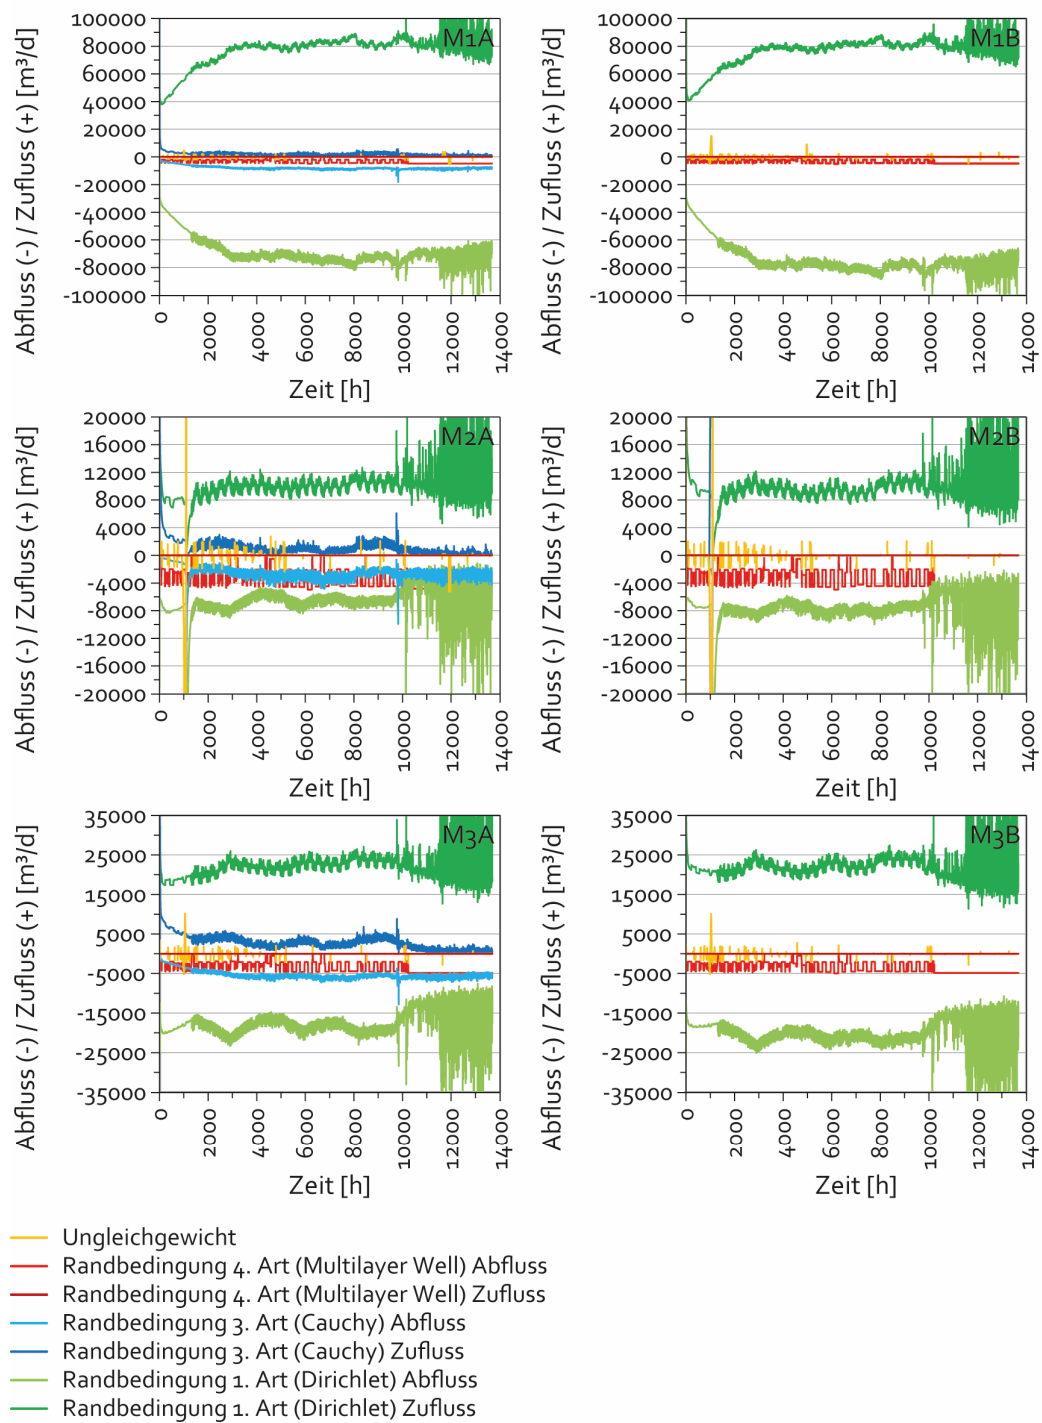 M1A
Abfluss (-) / Zufluss (+) [m³/d]
100000
80000
60000
40000
20000
0
-20000
-40000
-60000
-80000
-100000
0 2000 4000 6000 8000 10000 12000 14000
Zeit [h]
M1B
Abfluss (-) / Zufluss (+) [m³/d]
100000
80000
60000
40000
20000
0
-20000
-40000
-60000
-80000
-100000
0 2000 4000 6000 8000 10000 12000 14000
Zeit [h]
M2A
Abfluss (-) / Zufluss (+) [m³/d]
20000
16000
12000
8000
4000
0
-4000
-8000
-12000
-16000
-20000
0 2000 4000 6000 8000 10000 12000 14000
Zeit [h]
M2B
Abfluss (-) / Zufluss (+) [m³/d]
20000
16000
12000
8000
4000
0
-4000
-8000
-12000
-16000
-20000
0 2000 4000 6000 8000 10000 12000 14000
Zeit [h]
M3A
Abfluss (-) / Zufluss (+) [m³/d]
35000
25000
15000
5000
-5000
-15000
-25000
-35000
0 2000 4000 6000 8000 10000 12000 14000
Zeit [h]
M3B
Abfluss (-) / Zufluss (+) [m³/d]
35000
25000
15000
5000
-5000
-15000
-25000
-35000
0 2000 4000 6000 8000 10000 12000 14000
Zeit [h]
Ungleichgewicht
Randbedingung 4. Art (Multilayer Well) Abfluss
Randbedingung 4. Art (Multilayer Well) Zufluss
Randbedingung 3. Art (Cauchy) Abfluss
Randbedingung 3. Art (Cauchy) Zufluss
Randbedingung 1. Art (Dirichlet) Abfluss
Randbedingung 1. Art (Dirichlet) Zufluss